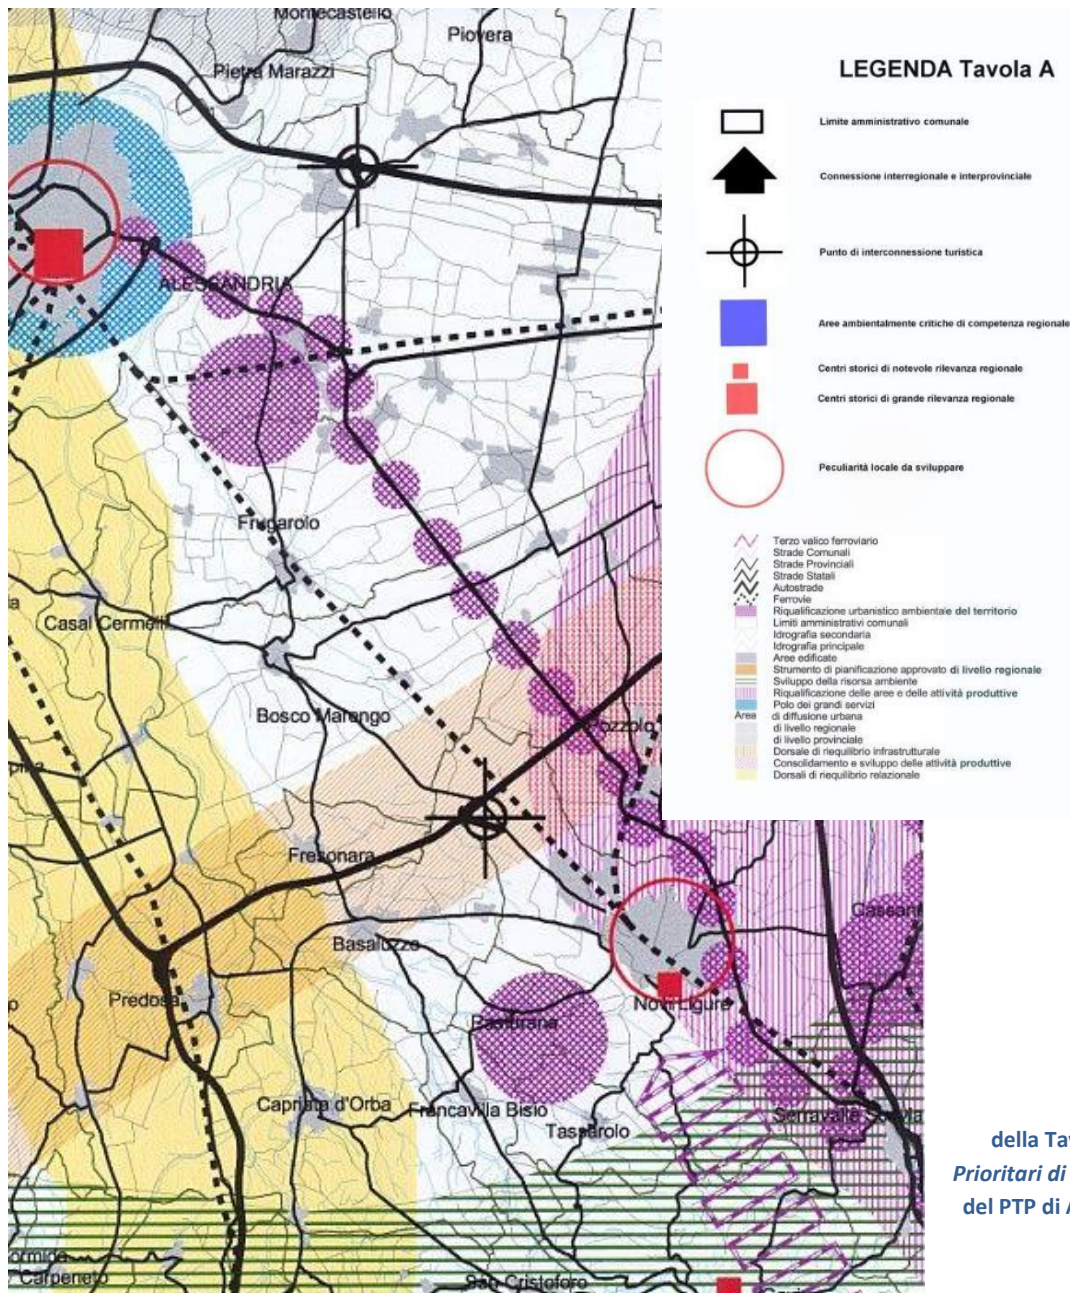 Montecastello
Piovera
Pietra Marazzi
ALESSANDRIA
Frugarolo
Casal Cermelli
Bosco Marengo
Pozzolo
Fresonara
Basaluzzo
Predosa
Novi Ligure
Capriata d'Orba
Francavilla Bisio
Tassarolo
Serravalle
Carpeneto
San Cristoforo
LEGENDA Tavola A
Limite amministrativo comunale
Connessione interregionale e interprovinciale
Punto di interconnessione turistica
Aree ambientalmente critiche di competenza regionale
Centri storici di notevole rilevanza regionale
Centri storici di grande rilevanza regionale
Peculiarità locale da sviluppare
Terzo valico ferroviario
Strade Comunali
Strade Provinciali
Strade Statali
Autostrade
Ferrovie
Riqualificazione urbanistico ambientale del territorio
Limiti amministrativi comunali
Idrografia secondaria
Idrografia principale
Aree edificate
Strumento di pianificazione approvato di livello regionale
Sviluppo della risorsa ambiente
Riqualificazione delle aree e delle attività produttive
Polo dei grandi servizi
Area di diffusione urbana
di livello regionale
di livello provinciale
Dorsale di riequilibrio infrastrutturale
Consolidamento e sviluppo delle attività produttive
Dorsali di riequilibrio relazionale
della Tav
Prioritari di
del PTP di A